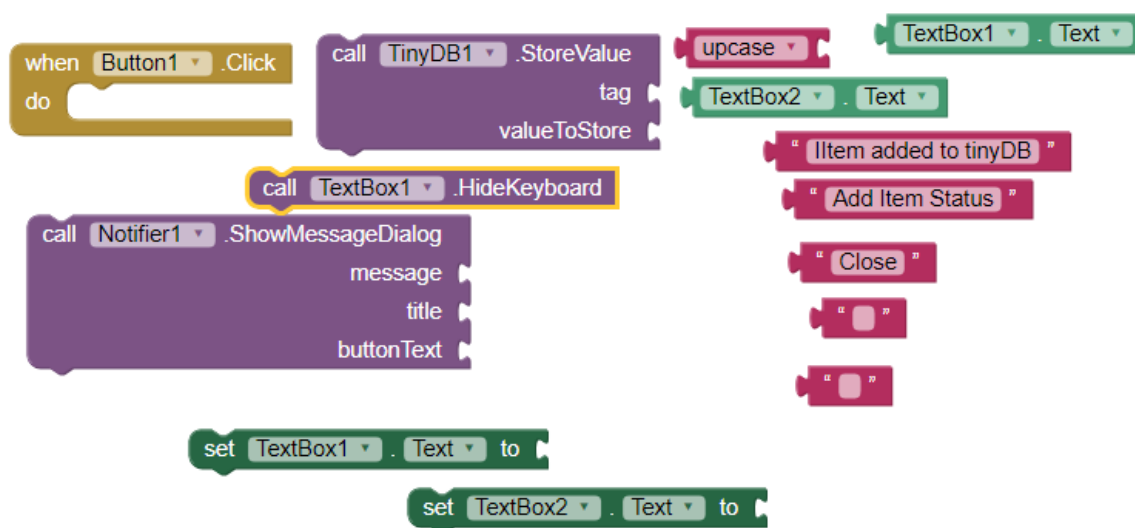 when Button1 .Click
do
call TinyDB1 .StoreValue
tag
valueToStore
upcase
TextBox1 . Text
TextBox2 . Text
“ IItem added to tinyDB ”
“ Add Item Status ”
call TextBox1 .HideKeyboard
call Notifier1 .ShowMessageDialog
message
title
buttonText
“ Close ”
“ ”
“ ”
set TextBox1 . Text to
set TextBox2 . Text to